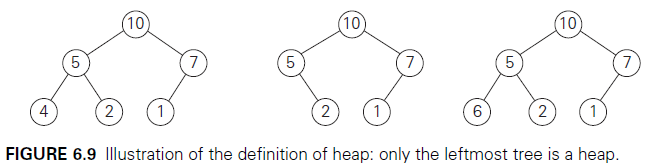 10 10 10
5 7 5 7 5 7
4 2 1 2 1 6 2 1
FIGURE 6.9 Illustration of the definition of heap: only the leftmost tree is a heap.